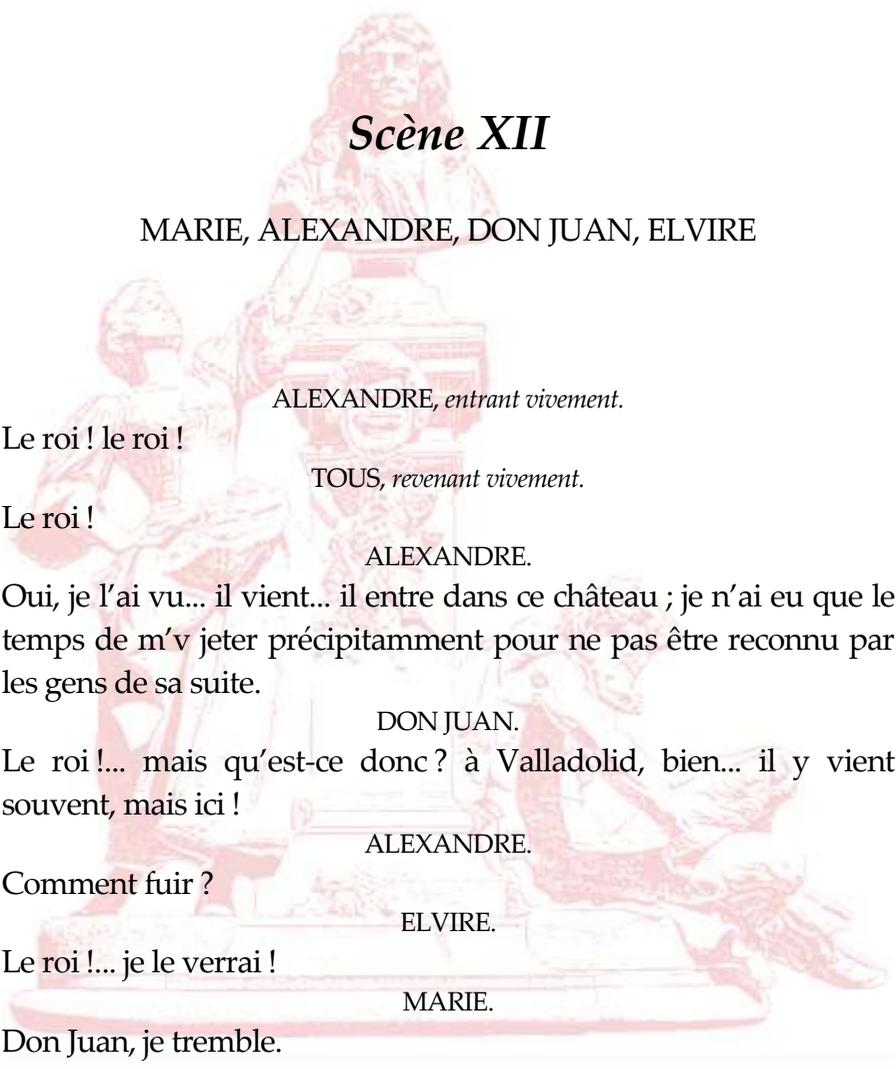 Scène XII
MARIE, ALEXANDRE, DON JUAN, ELVIRE
ALEXANDRE, entrant vivement.
Le roi ! le roi !
TOUS, revenant vivement.
Le roi !
ALEXANDRE.
Oui, je l’ai vu... il vient... il entre dans ce château ; je n’ai eu que le
temps de m’v jeter précipitamment pour ne pas être reconnu par
les gens de sa suite.
DON JUAN.
Le roi !... mais qu’est-ce donc ? à Valladolid, bien... il y vient
souvent, mais ici !
ALEXANDRE.
Comment fuir ?
ELVIRE.
Le roi !... je le verrai !
MARIE.
Don Juan, je tremble.